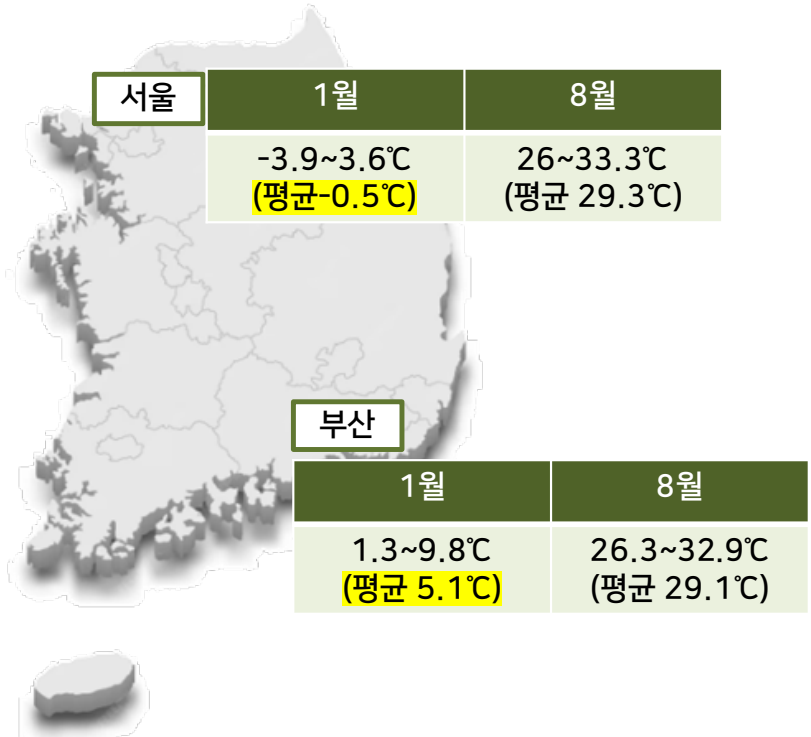 서울
1월 8월
-3.9~3.6℃ 26~33.3℃
(평균-0.5℃) (평균 29.3℃)
부산
1월 8월
1.3~9.8℃ 26.3~32.9℃
(평균 5.1℃) (평균 29.1℃)